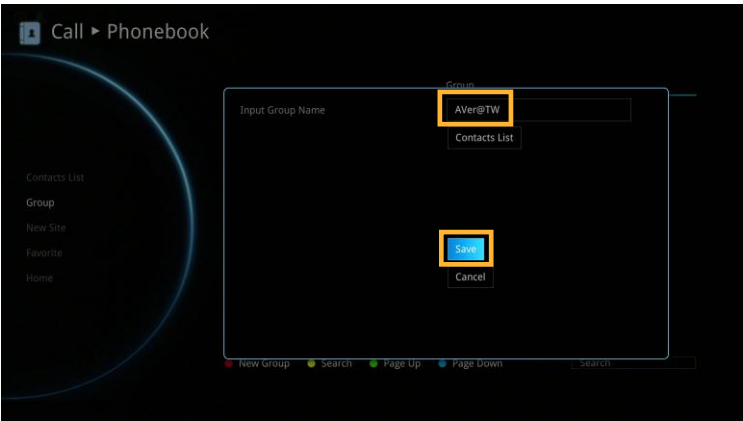 Call ▸ Phonebook
Group
Input Group Name AVer@TW
Contacts List
Contacts List
Group
New Site
Favorite
Home
Save
Cancel
New Group Search Page Up Page Down Search